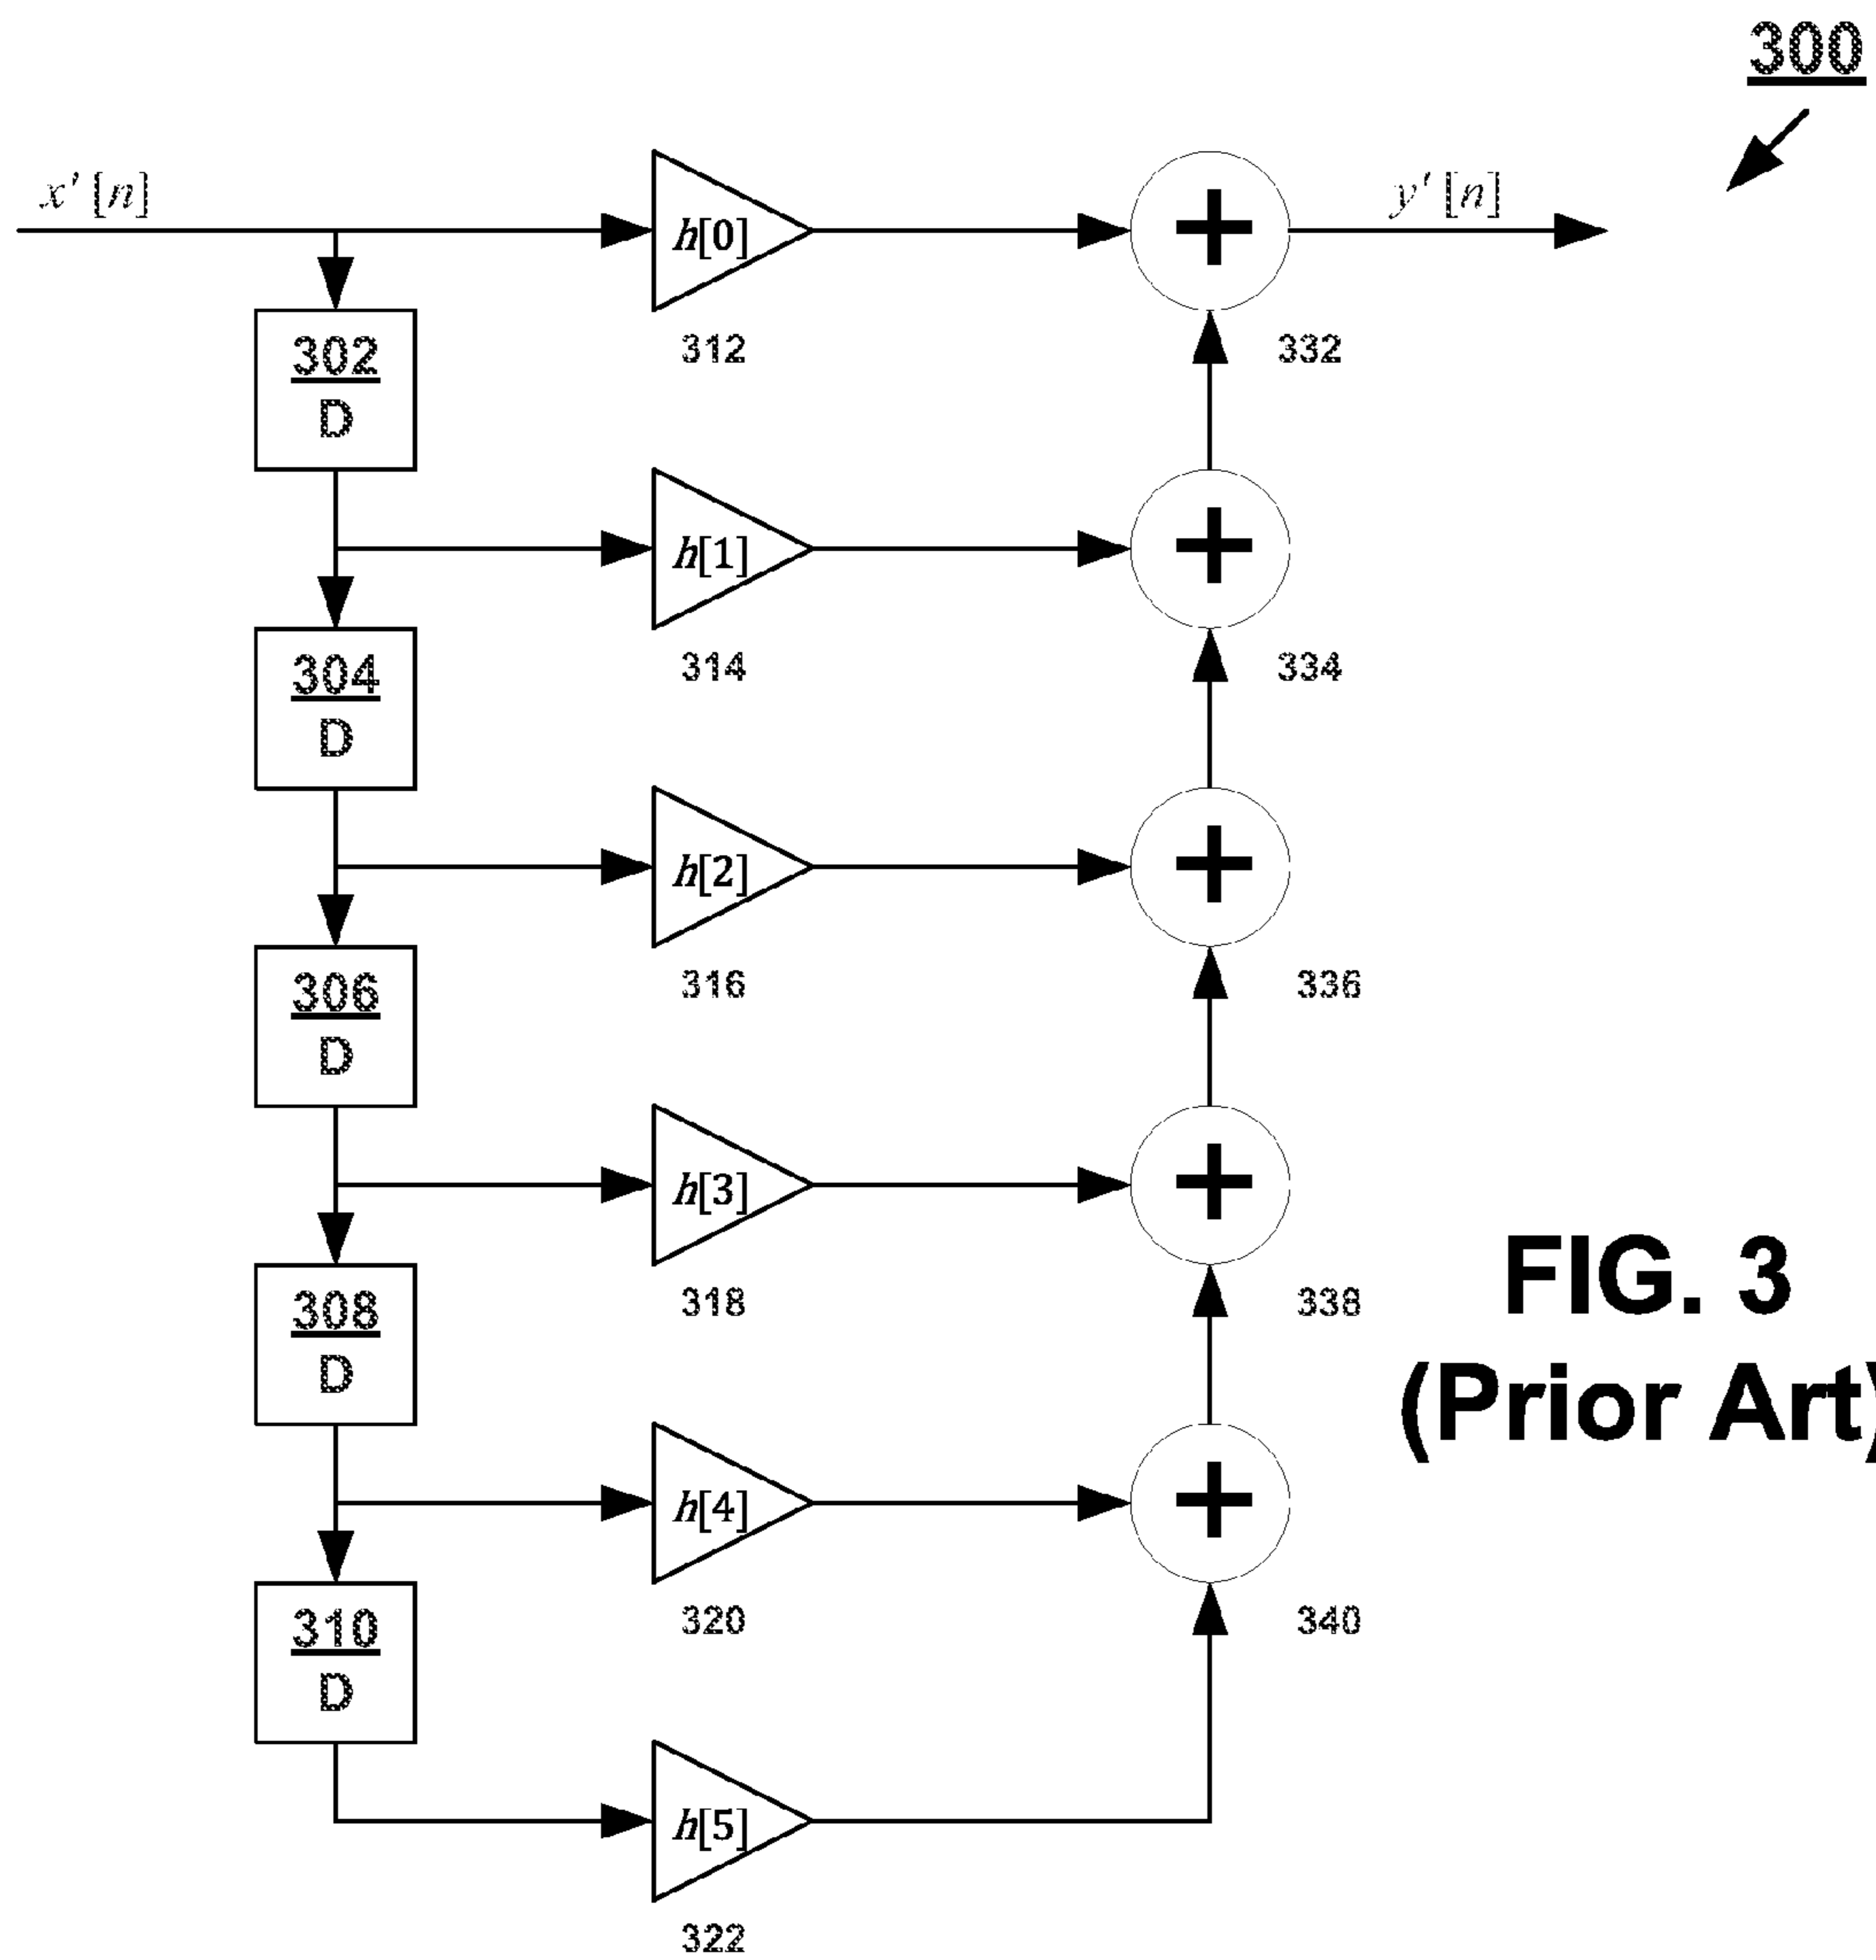 300
x' [n]
h[0]
+
y' [n]
312
332
302
D
h[1]
+
314
334
304
D
h[2]
+
316
336
306
D
h[3]
+
318
338
308
D
FIG. 3
(Prior Art)
h[4]
+
320
340
310
D
h[5]
322